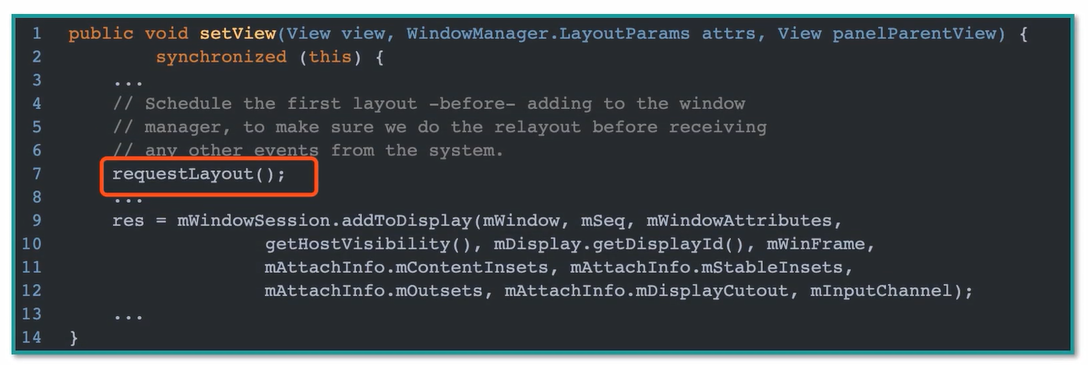 1 public void setView(View view, WindowManager.LayoutParams attrs, View panelParentView) {
2 synchronized (this) {
3 ...
4 // Schedule the first layout -before- adding to the window
5 // manager, to make sure we do the relayout before receiving
6 // any other events from the system.
7 requestLayout();
8 ...
9 res = mWindowSession.addToDisplay(mWindow, mSeq, mWindowAttributes,
10 getHostVisibility(), mDisplay.getDisplayId(), mWinFrame,
11 mAttachInfo.mContentInsets, mAttachInfo.mStableInsets,
12 mAttachInfo.mOutsets, mAttachInfo.mDisplayCutout, mInputChannel);
13 ...
14 }